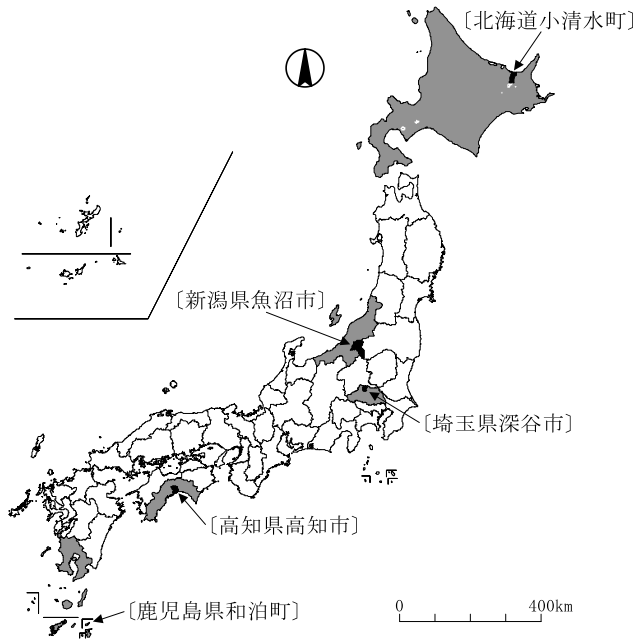 〔北海道小清水町〕
〔新潟県魚沼市〕
〔埼玉県深谷市〕
〔高知県高知市〕
〔鹿児島県和泊町〕
0 400km